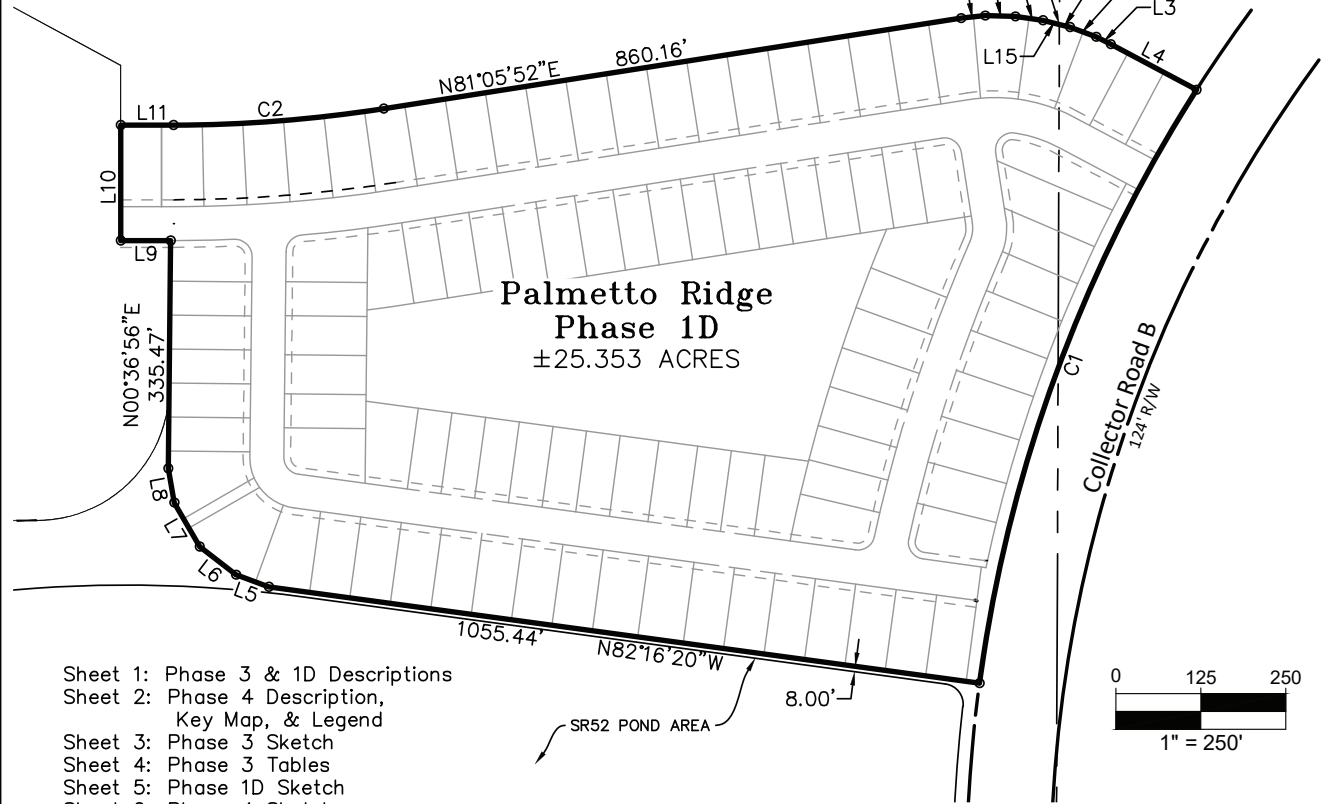 L3
L15
L4
860.16'
N81°05'52"E
L11
C2
L10
L9
Palmetto Ridge
Phase 1D
±25.353 ACRES
N00°36'56"E
335.47'
C1
Collector Road B
124' R/W
L8
L7
L6
L5
1055.44'
N82°16'20"W
8.00'
SR52 POND AREA
0 125 250
1" = 250'
Sheet 1: Phase 3 & 1D Descriptions
Sheet 2: Phase 4 Description,
Key Map, & Legend
Sheet 3: Phase 3 Sketch
Sheet 4: Phase 3 Tables
Sheet 5: Phase 1D Sketch